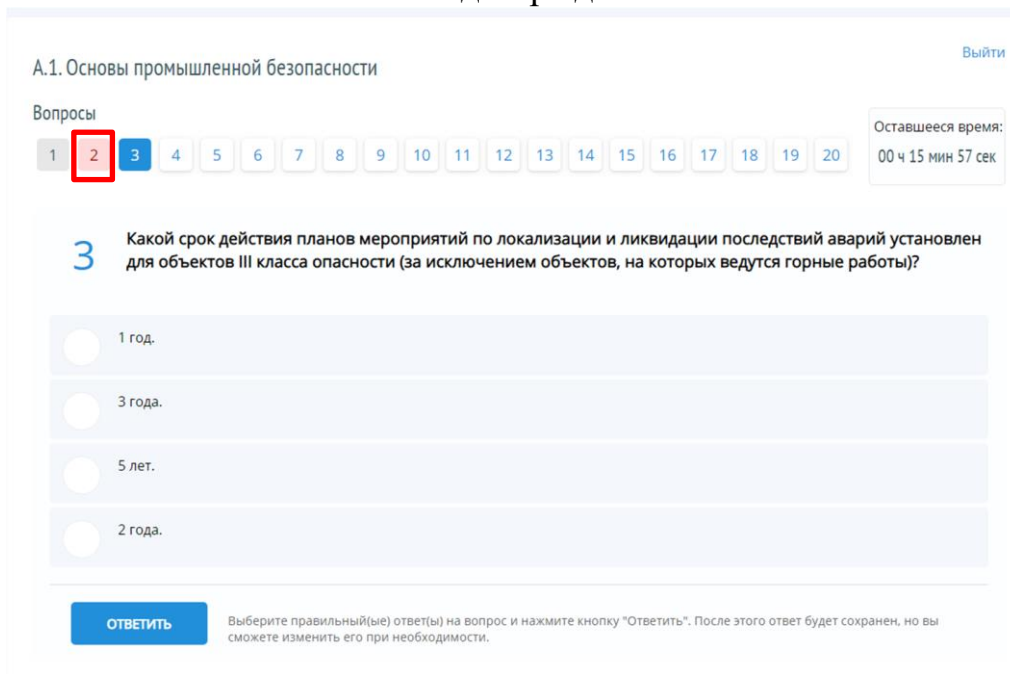 Выйти
А.1. Основы промышленной безопасности
Вопросы
Оставшееся время:
1 2 3 4 5 6 7 8 9 10 11 12 13 14 15 16 17 18 19 20
00 ч 15 мин 57 сек
3
Какой срок действия планов мероприятий по локализации и ликвидации последствий аварий установлен
для объектов III класса опасности (за исключением объектов, на которых ведутся горные работы)?
1 год.
3 года.
5 лет.
2 года.
ОТВЕТИТЬ
Выберите правильный(ые) ответ(ы) на вопрос и нажмите кнопку "Ответить". После этого ответ будет сохранен, но вы
сможете изменить его при необходимости.